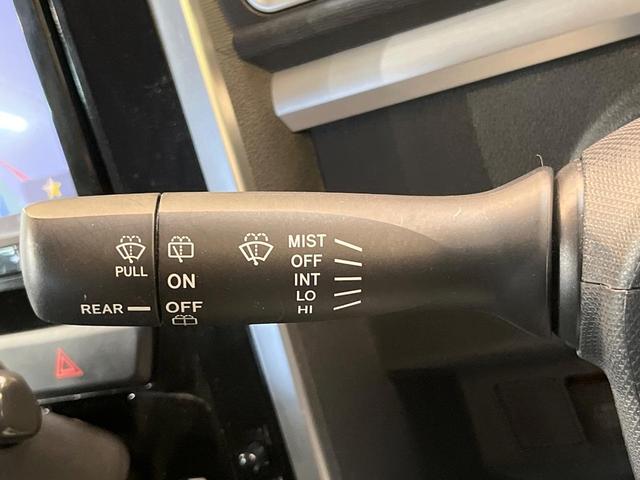 PULL
REAR
ON
OFF
MIST
OFF
INT
LO
HI